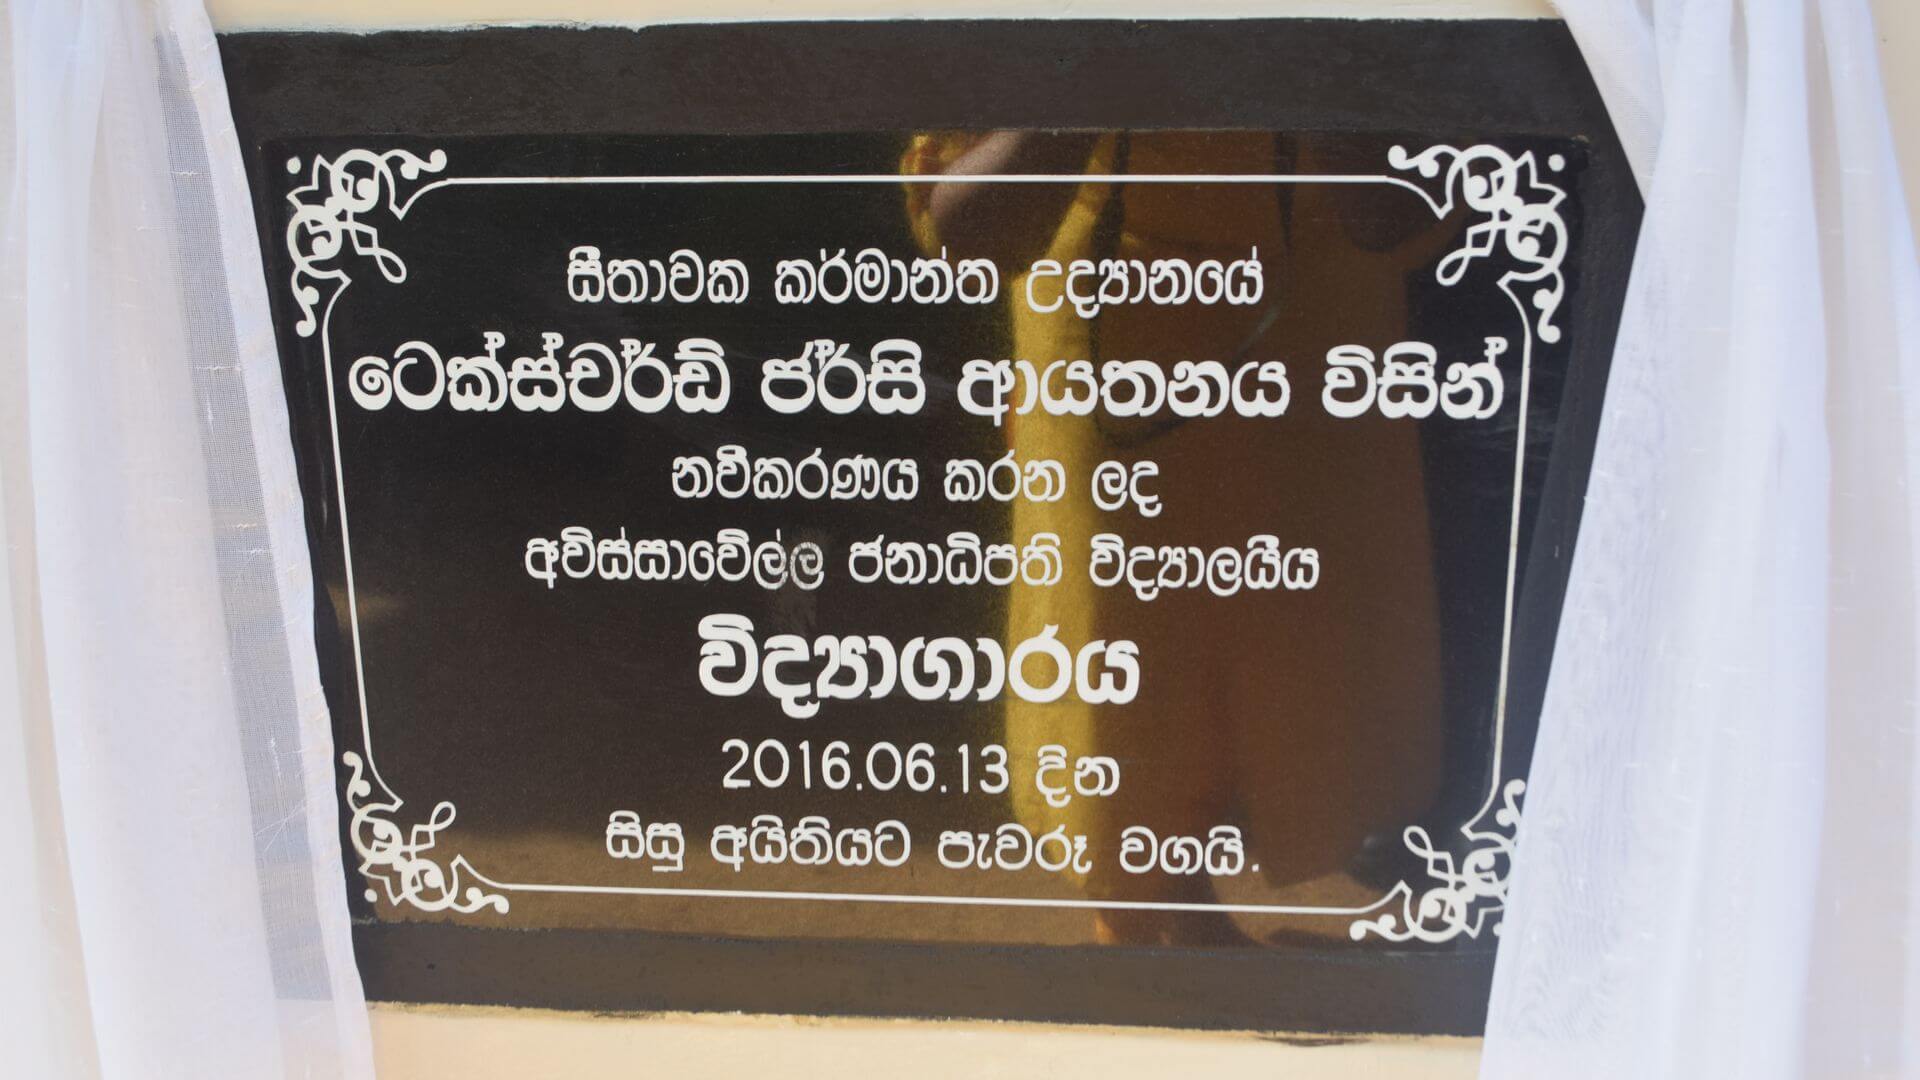 සීතාවක කර්මාන්ත උද්‍යානයේ
ටෙක්ස්චර්ඩ් ජර්සි ආයතනය විසින්
නවීකරණය කරන ලද
අවිස්සාවේල්ල ජනාධිපති විද්‍යාලයීය
විද්‍යාගාරය
2016.06.13 දින
සිසු අයිතියට පැවරූ වගයි.